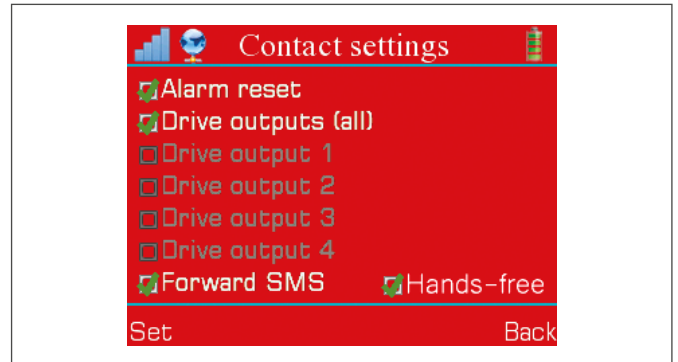 Contact settings
Alarm reset
Drive outputs (all)
Drive output 1
Drive output 2
Drive output 3
Drive output 4
Forward SMS Hands-free
Set Back